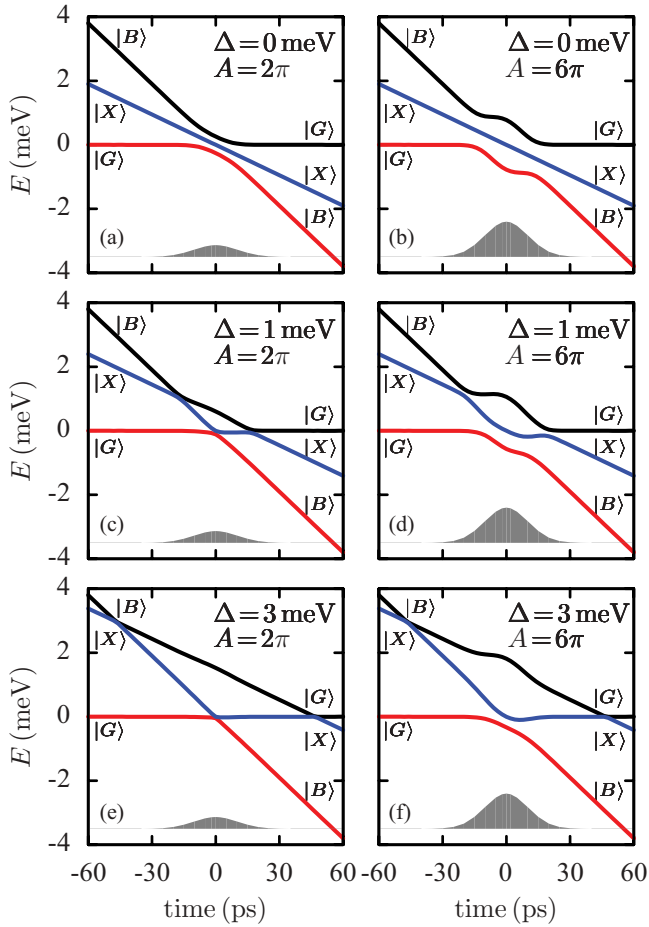 4
2
0
-2
-4
E (meV)
|B⟩
|X⟩
|G⟩
Δ = 0 meV
A = 2π
|G⟩
|X⟩
|B⟩
(a)
|B⟩
|X⟩
|G⟩
Δ = 0 meV
A = 6π
|G⟩
|X⟩
|B⟩
(b)
4
2
0
-2
-4
E (meV)
|B⟩
|X⟩
|G⟩
Δ = 1 meV
A = 2π
|G⟩
|X⟩
|B⟩
(c)
|B⟩
|X⟩
|G⟩
Δ = 1 meV
A = 6π
|G⟩
|X⟩
|B⟩
(d)
4
2
0
-2
-4
E (meV)
|B⟩
|X⟩
|G⟩
Δ = 3 meV
A = 2π
|G⟩
|X⟩
|B⟩
(e)
|B⟩
|X⟩
|G⟩
Δ = 3 meV
A = 6π
|G⟩
|X⟩
|B⟩
(f)
-60 -30 0 30 60 -60 -30 0 30 60
time (ps) time (ps)